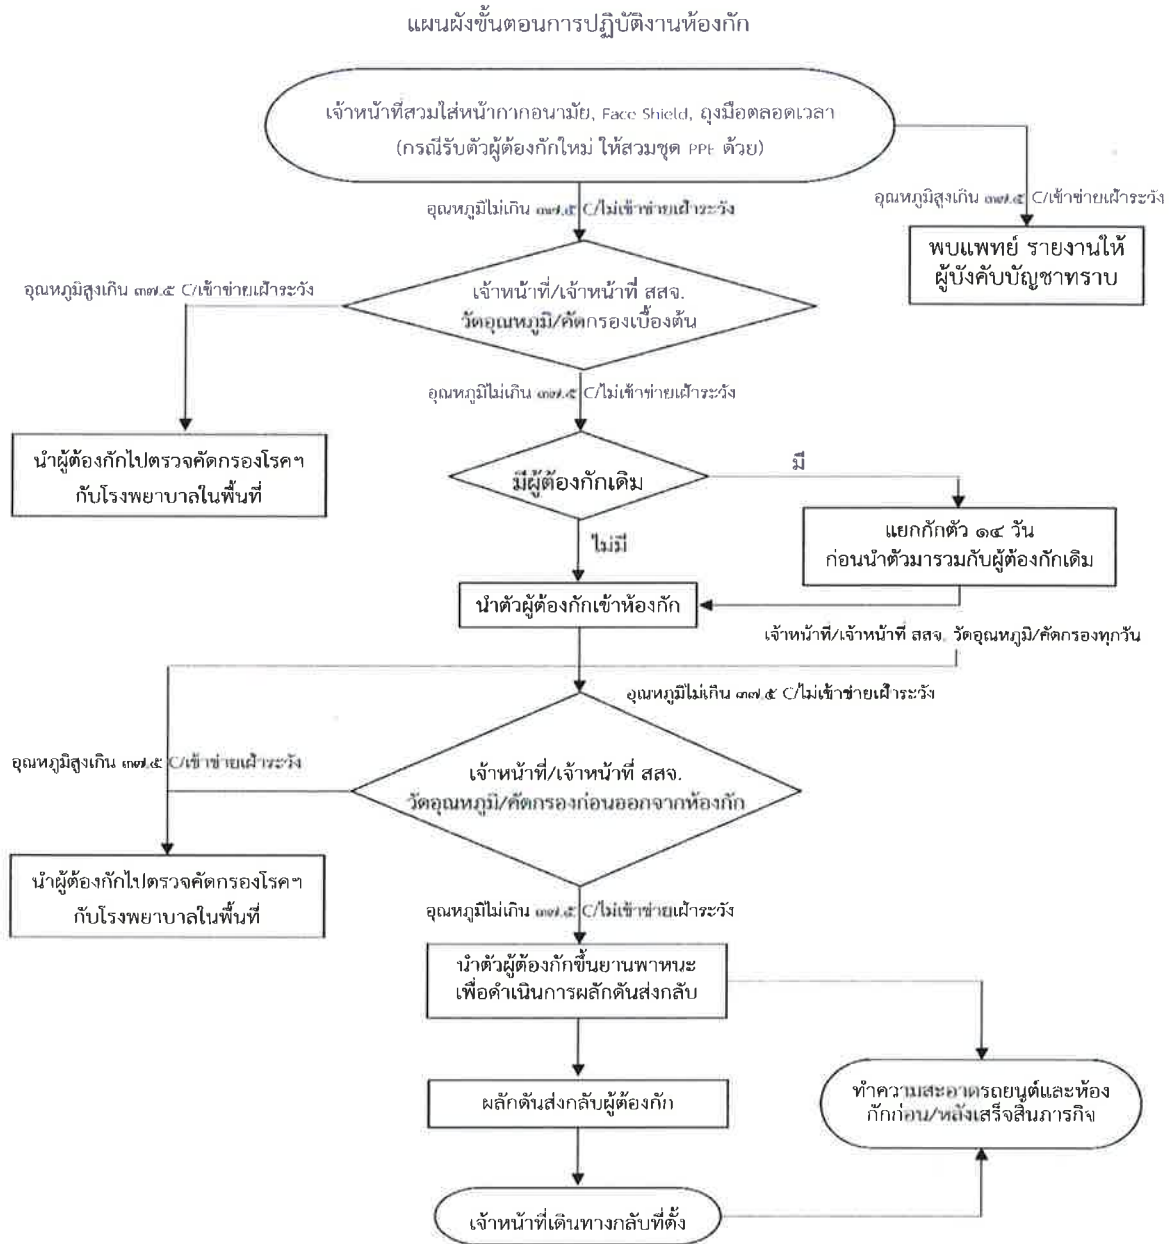 แผนผังขั้นตอนการปฏิบัติงานห้องกัก
เจ้าหน้าที่สวมใส่หน้ากากอนามัย, Face Shield, ถุงมือตลอดเวลา
(กรณีรับตัวผู้ต้องกักใหม่ ให้สวมชุด PPE ด้วย)
อุณหภูมิไม่เกิน ๓๗.๕ C/ไม่เข้าข่ายเฝ้าระวัง
อุณหภูมิสูงเกิน ๓๗.๕ C/เข้าข่ายเฝ้าระวัง
พบแพทย์ รายงานให้
ผู้บังคับบัญชาทราบ
อุณหภูมิสูงเกิน ๓๗.๕ C/เข้าข่ายเฝ้าระวัง
เจ้าหน้าที่/เจ้าหน้าที่ สสจ.
วัดอุณหภูมิ/คัดกรองเบื้องต้น
อุณหภูมิไม่เกิน ๓๗.๕ C/ไม่เข้าข่ายเฝ้าระวัง
นำผู้ต้องกักไปตรวจคัดกรองโรคฯ
กับโรงพยาบาลในพื้นที่
มีผู้ต้องกักเดิม
มี
แยกกักตัว ๑๔ วัน
ก่อนนำตัวมารวมกับผู้ต้องกักเดิม
ไม่มี
นำตัวผู้ต้องกักเข้าห้องกัก
เจ้าหน้าที่/เจ้าหน้าที่ สสจ. วัดอุณหภูมิ/คัดกรองทุกวัน
อุณหภูมิไม่เกิน ๓๗.๕ C/ไม่เข้าข่ายเฝ้าระวัง
อุณหภูมิสูงเกิน ๓๗.๕ C/เข้าข่ายเฝ้าระวัง
เจ้าหน้าที่/เจ้าหน้าที่ สสจ.
วัดอุณหภูมิ/คัดกรองก่อนออกจากห้องกัก
นำผู้ต้องกักไปตรวจคัดกรองโรคฯ
กับโรงพยาบาลในพื้นที่
อุณหภูมิไม่เกิน ๓๗.๕ C/ไม่เข้าข่ายเฝ้าระวัง
นำตัวผู้ต้องกักขึ้นยานพาหนะ
เพื่อดำเนินการผลักดันส่งกลับ
ผลักดันส่งกลับผู้ต้องกัก
ทำความสะอาดรถยนต์และห้อง
กักก่อน/หลังเสร็จสิ้นภารกิจ
เจ้าหน้าที่เดินทางกลับที่ตั้ง